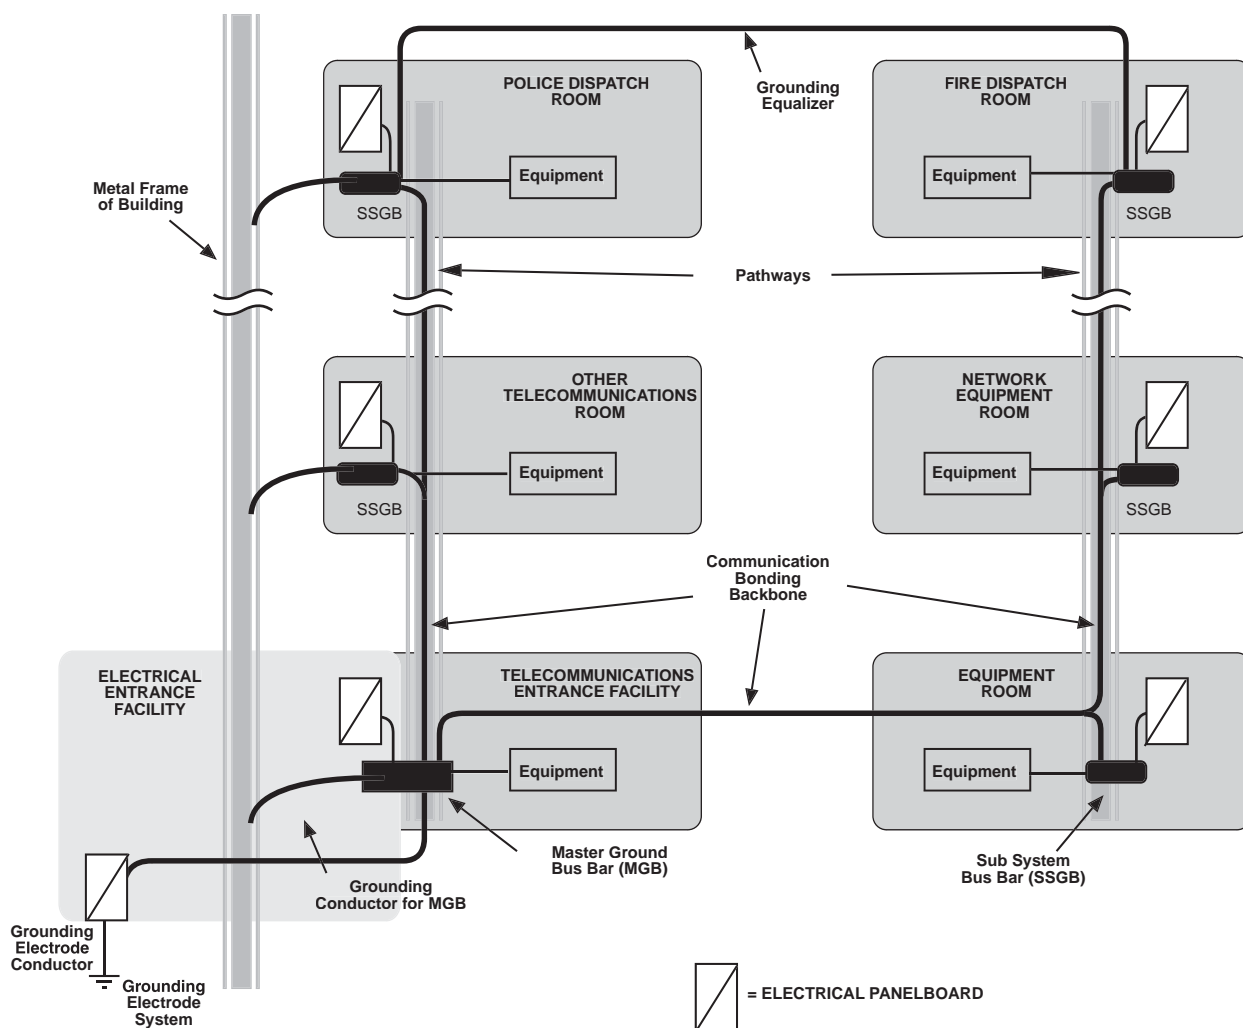 POLICE DISPATCH
ROOM
FIRE DISPATCH
ROOM
Grounding
Equalizer
Equipment
Equipment
Metal Frame
of Building
SSGB
SSGB
Pathways
OTHER
TELECOMMUNICATIONS
ROOM
NETWORK
EQUIPMENT
ROOM
Equipment
Equipment
SSGB
SSGB
Communication
Bonding
Backbone
ELECTRICAL
ENTRANCE
FACILITY
TELECOMMUNICATIONS
ENTRANCE FACILITY
EQUIPMENT
ROOM
Equipment
Equipment
Master Ground
Bus Bar (MGB)
Sub System
Bus Bar (SSGB)
Grounding
Conductor for MGB
Grounding
Electrode
Conductor
Grounding
Electrode
System
= ELECTRICAL PANELBOARD